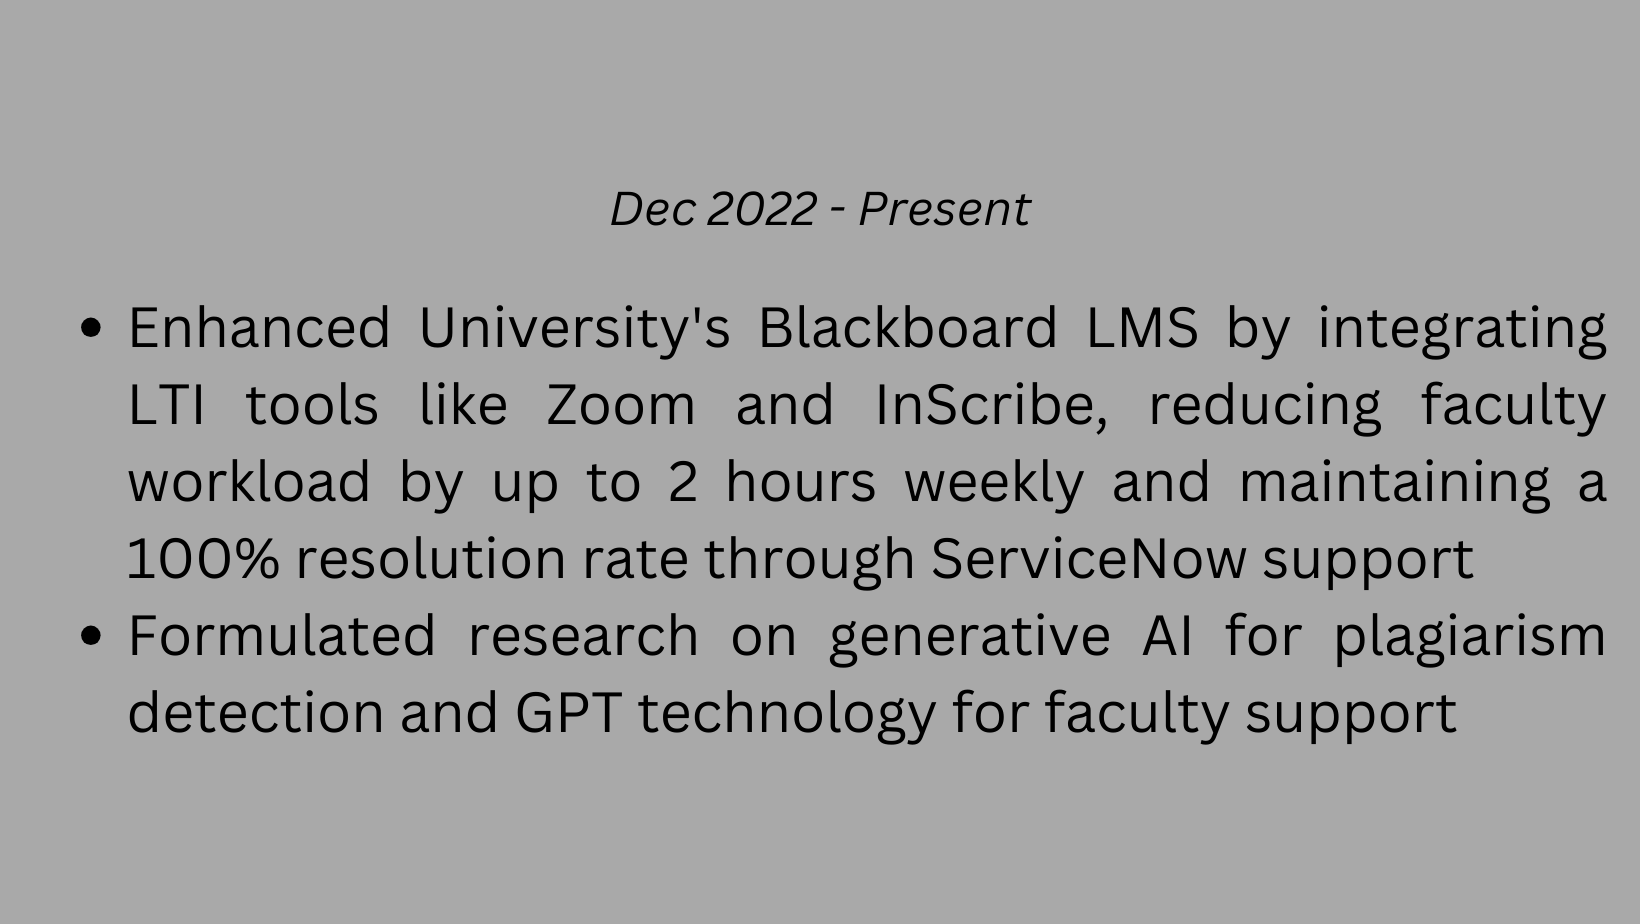 Dec 2022 - Present
• Enhanced University's Blackboard LMS by integrating
LTI tools like Zoom and InScribe, reducing faculty
workload by up to 2 hours weekly and maintaining a
100% resolution rate through ServiceNow support
• Formulated research on generative AI for plagiarism
detection and GPT technology for faculty support